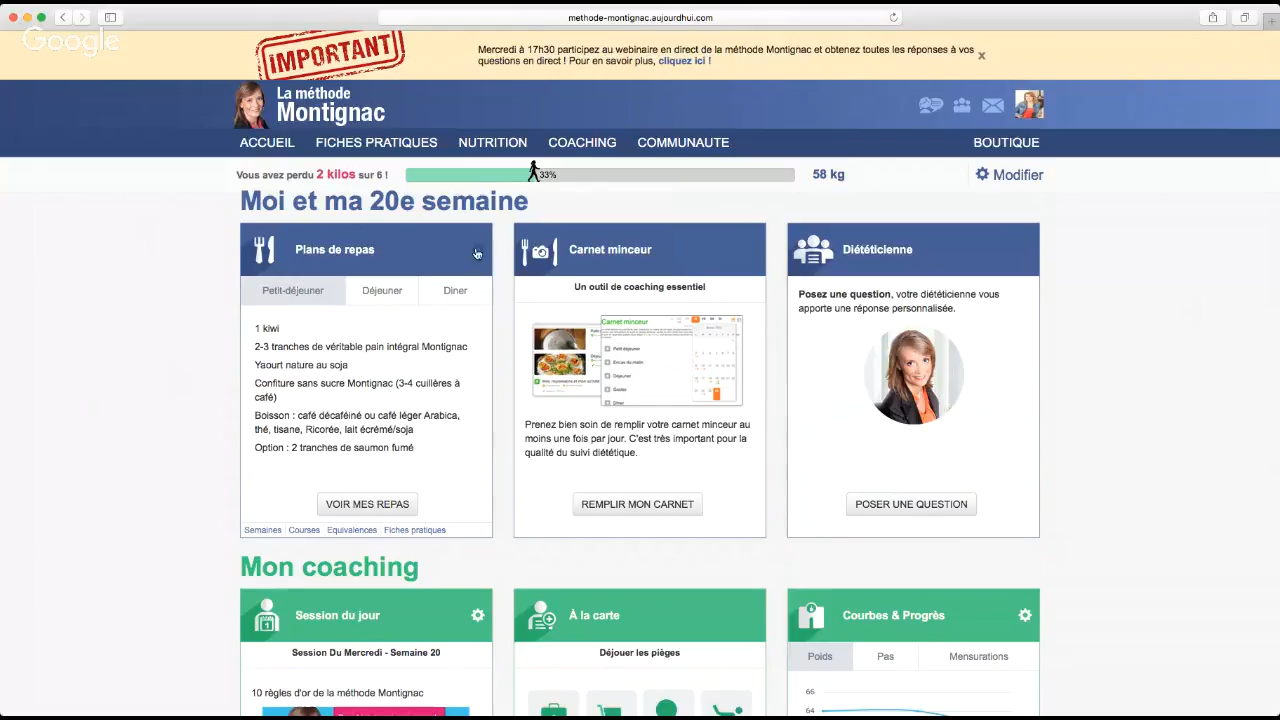 methode-montignac.aujourdhui.com
Google
IMPORTANT
Mercredi à 17h30 participez au webinaire en direct de la méthode Montignac et obtenez toutes les réponses à vos
questions en direct ! Pour en savoir plus, cliquez ici !
La méthode
Montignac
ACCUEIL FICHES PRATIQUES NUTRITION COACHING COMMUNAUTE BOUTIQUE
Vous avez perdu 2 kilos sur 6 ! 33% 58 kg Modifier
Moi et ma 20e semaine
Plans de repas
Petit-déjeuner Déjeuner Diner
1 kiwi
2-3 tranches de véritable pain intégral Montignac
Yaourt nature au soja
Confiture sans sucre Montignac (3-4 cuillères à
café)
Boisson : café décaféiné ou café léger Arabica,
thé, tisane, Ricorée, lait écrémé/soja
Option : 2 tranches de saumon fumé
VOIR MES REPAS
Semaines Courses Equivalences Fiches pratiques
Carnet minceur
Un outil de coaching essentiel
Carnet minceur
Petit déjeuner
Encas du matin
Déjeuner
Gouter
Diner
Prenez bien soin de remplir votre carnet minceur au
moins une fois par jour. C'est très important pour la
qualité du suivi diététique.
REMPLIR MON CARNET
Diététicienne
Posez une question, votre diététicienne vous
apporte une réponse personnalisée.
POSER UNE QUESTION
Mon coaching
Session du jour
Session Du Mercredi - Semaine 20
10 règles d'or de la méthode Montignac
À la carte
Déjouer les pièges
Courbes & Progrès
Poids Pas Mensurations
66
64